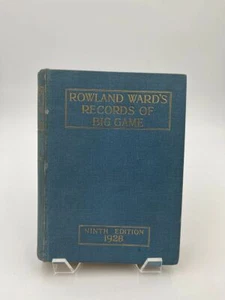 ROWLAND WARD'S
RECORDS OF
BIG GAME
NINTH EDITION
1928